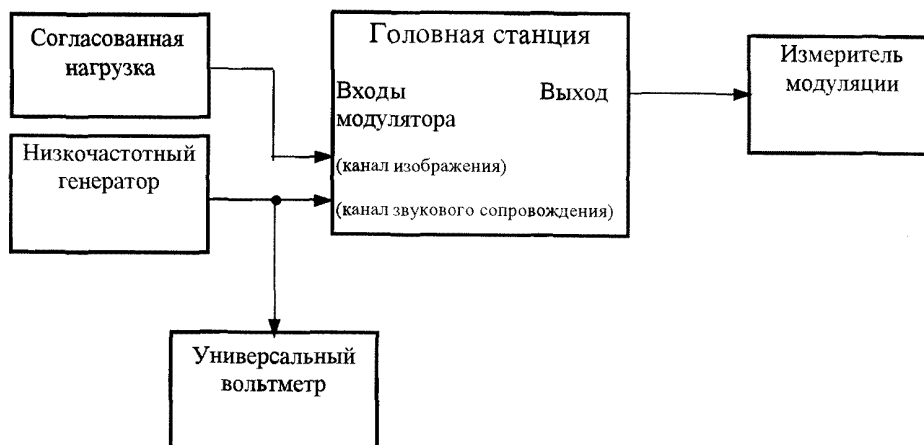 Согласованная
нагрузка
Низкочастотный
генератор
Головная станция
Входы
модулятора
Выход
(канал изображения)
(канал звукового сопровождения)
Измеритель
модуляции
Универсальный
вольтметр